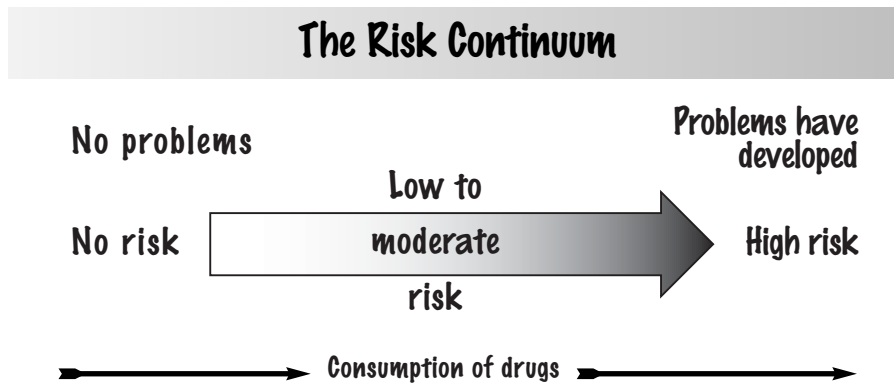 The Risk Continuum
No problems
Problems have
developed
Low to
No risk
moderate
High risk
risk
Consumption of drugs